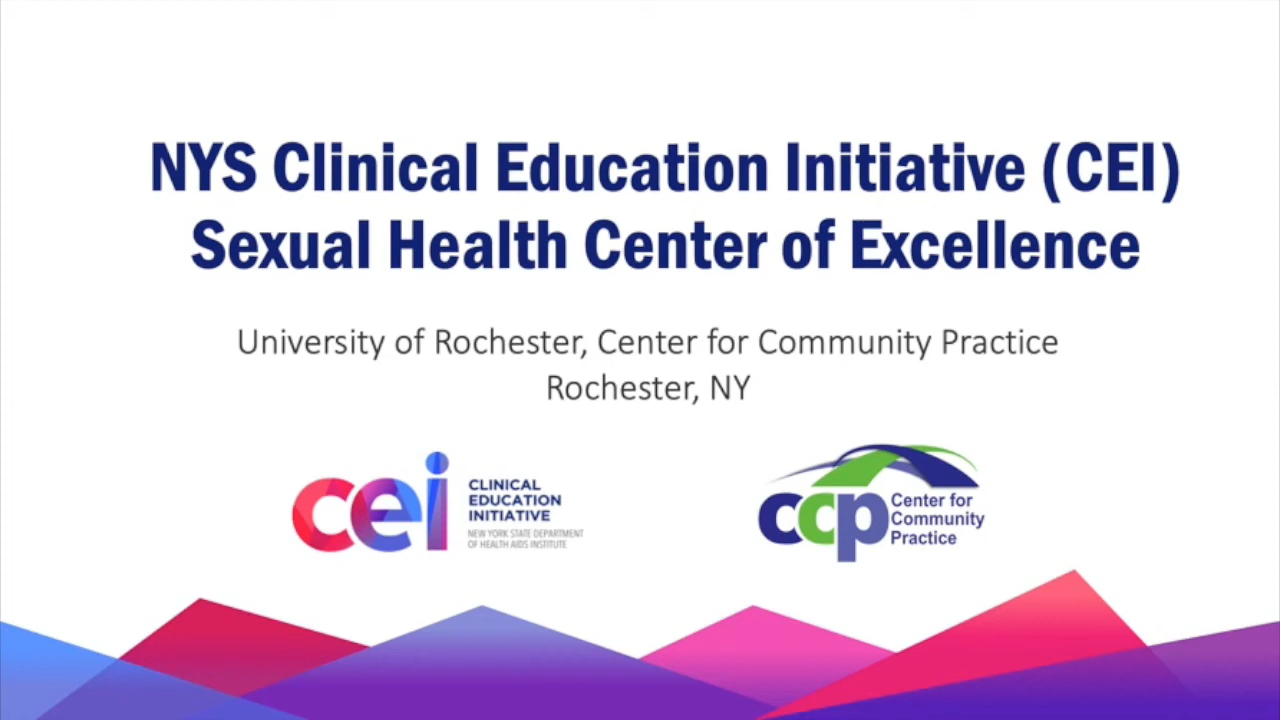 NYS Clinical Education Initiative (CEI)
Sexual Health Center of Excellence
University of Rochester, Center for Community Practice
Rochester, NY
cei
CLINICAL
EDUCATION
INITIATIVE
NEW YORK STATE DEPARTMENT
OF HEALTH AIDS INSTITUTE
ccp
Center for
Community
Practice